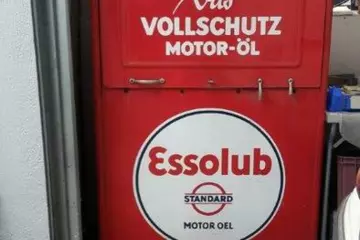 VOLLSCHUTZ
MOTOR-ÖL
Essolub
STANDARD
MOTOR OEL